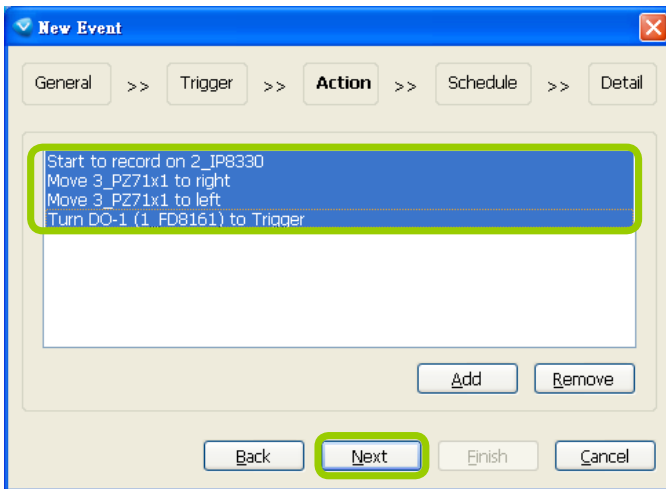 New Event
General >> Trigger >> Action >> Schedule >> Detail
Start to record on 2_IP8330
Move 3_PZ71x1 to right
Move 3_PZ71x1 to left
Turn DO-1 (1_FD8161) to Trigger
Add Remove
Back Next Finish Cancel